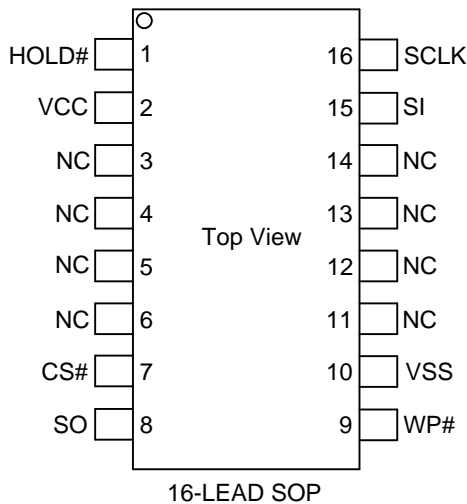 HOLD# 1 16 SCLK
VCC 2 15 SI
NC 3 14 NC
NC 4 13 NC
Top View
NC 5 12 NC
NC 6 11 NC
CS# 7 10 VSS
SO 8 9 WP#
16-LEAD SOP